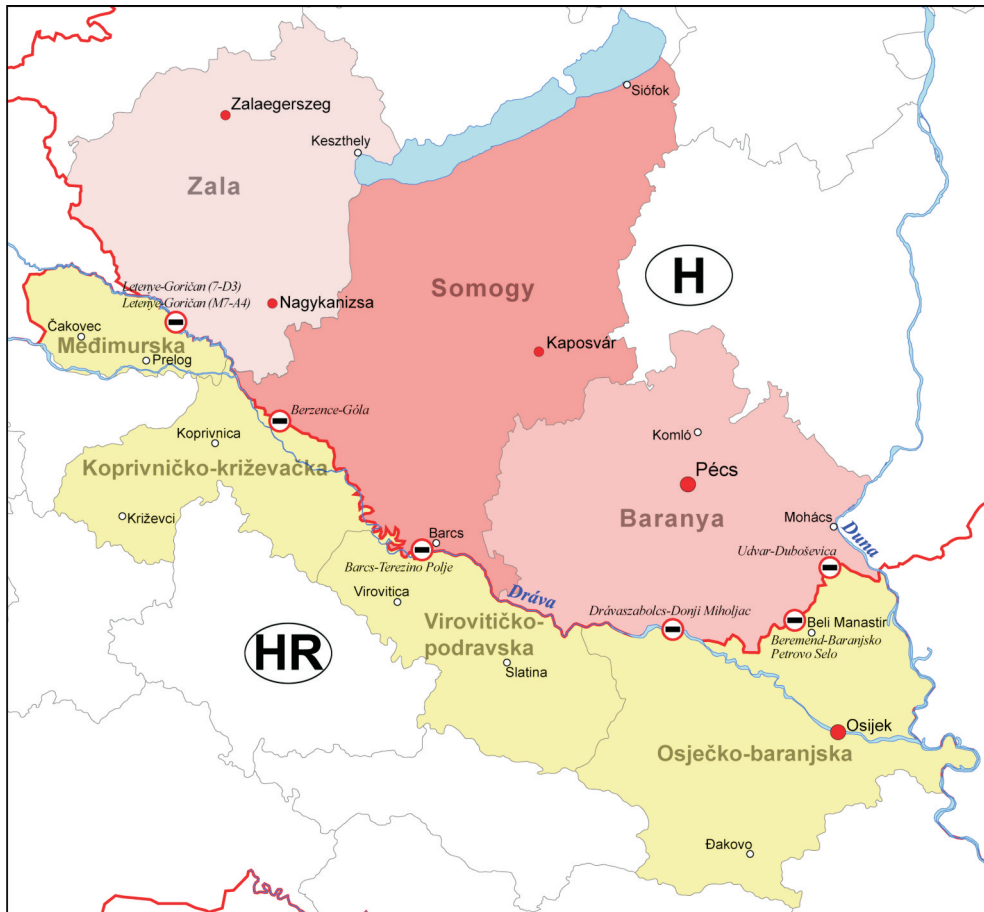 Siófok
Zalaegerszeg
Keszthely
Zala
H
Letenye-Goričan (7-D3)
Somogy
Letenye-Goričan (M7-A4)
Nagykanizsa
Čakovec
Međimurska
Kaposvár
Prelog
Berzence-Góla
Komló
Koprivnica
Koprivničko-križevačka
Pécs
Križevci
Baranya
Mohács
Duna
Barcs
Udvar-Duboševica
Barcs-Terezino Polje
Virovitica
Dráva
Drávaszabolcs-Donji Miholjac
Virovitičko-
podravska
Beli Manastir
Beremend-Baranjsko
Petrovo Selo
HR
Slatina
Osijek
Osječko-baranjska
Đakovo